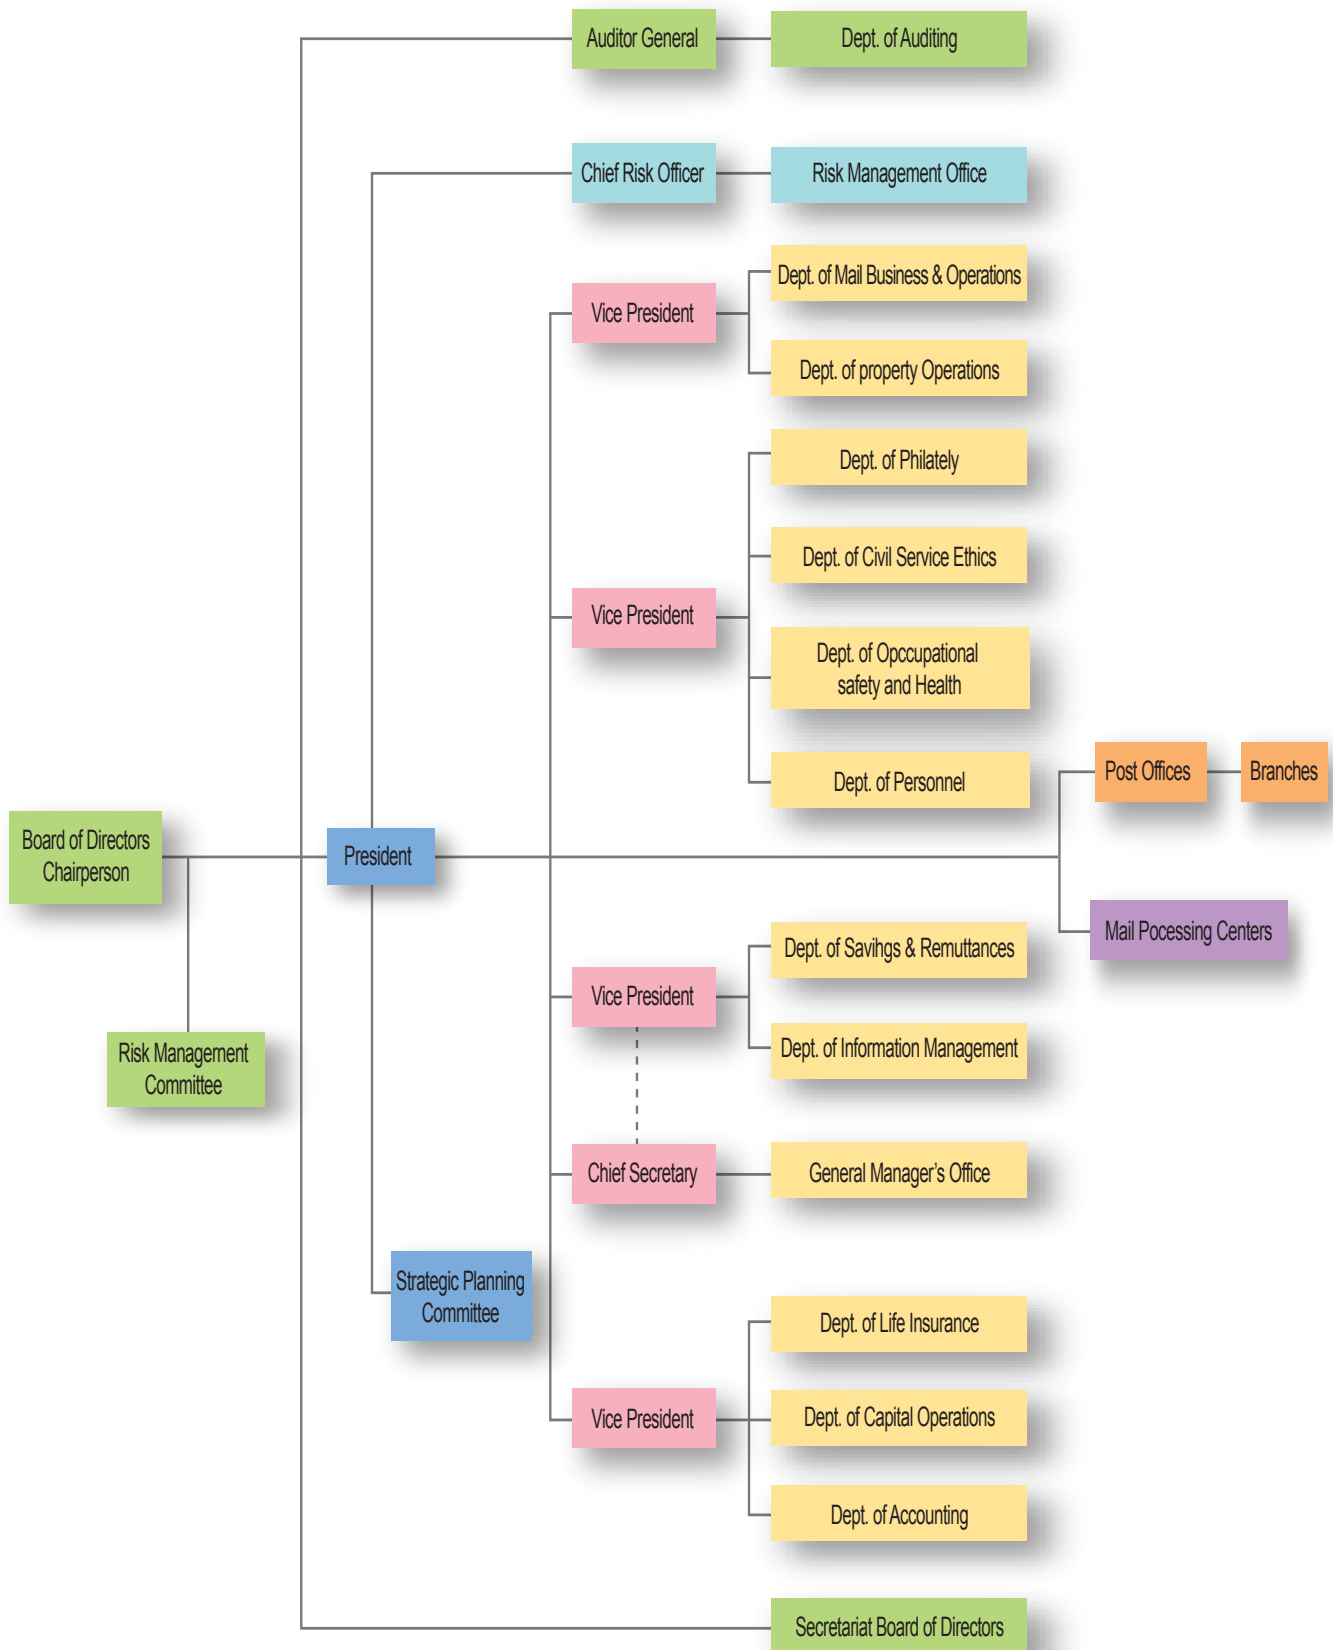 Auditor General
Dept. of Auditing
Chief Risk Officer
Risk Management Office
Dept. of Mail Business & Operations
Vice President
Dept. of property Operations
Dept. of Philately
Dept. of Civil Service Ethics
Vice President
Dept. of Opccupational
safety and Health
Dept. of Personnel
Post Offices
Branches
Board of Directors
Chairperson
President
Mail Pocessing Centers
Dept. of Savihgs & Remuttances
Vice President
Dept. of Information Management
Risk Management
Committee
Chief Secretary
General Manager's Office
Strategic Planning
Committee
Dept. of Life Insurance
Vice President
Dept. of Capital Operations
Dept. of Accounting
Secretariat Board of Directors